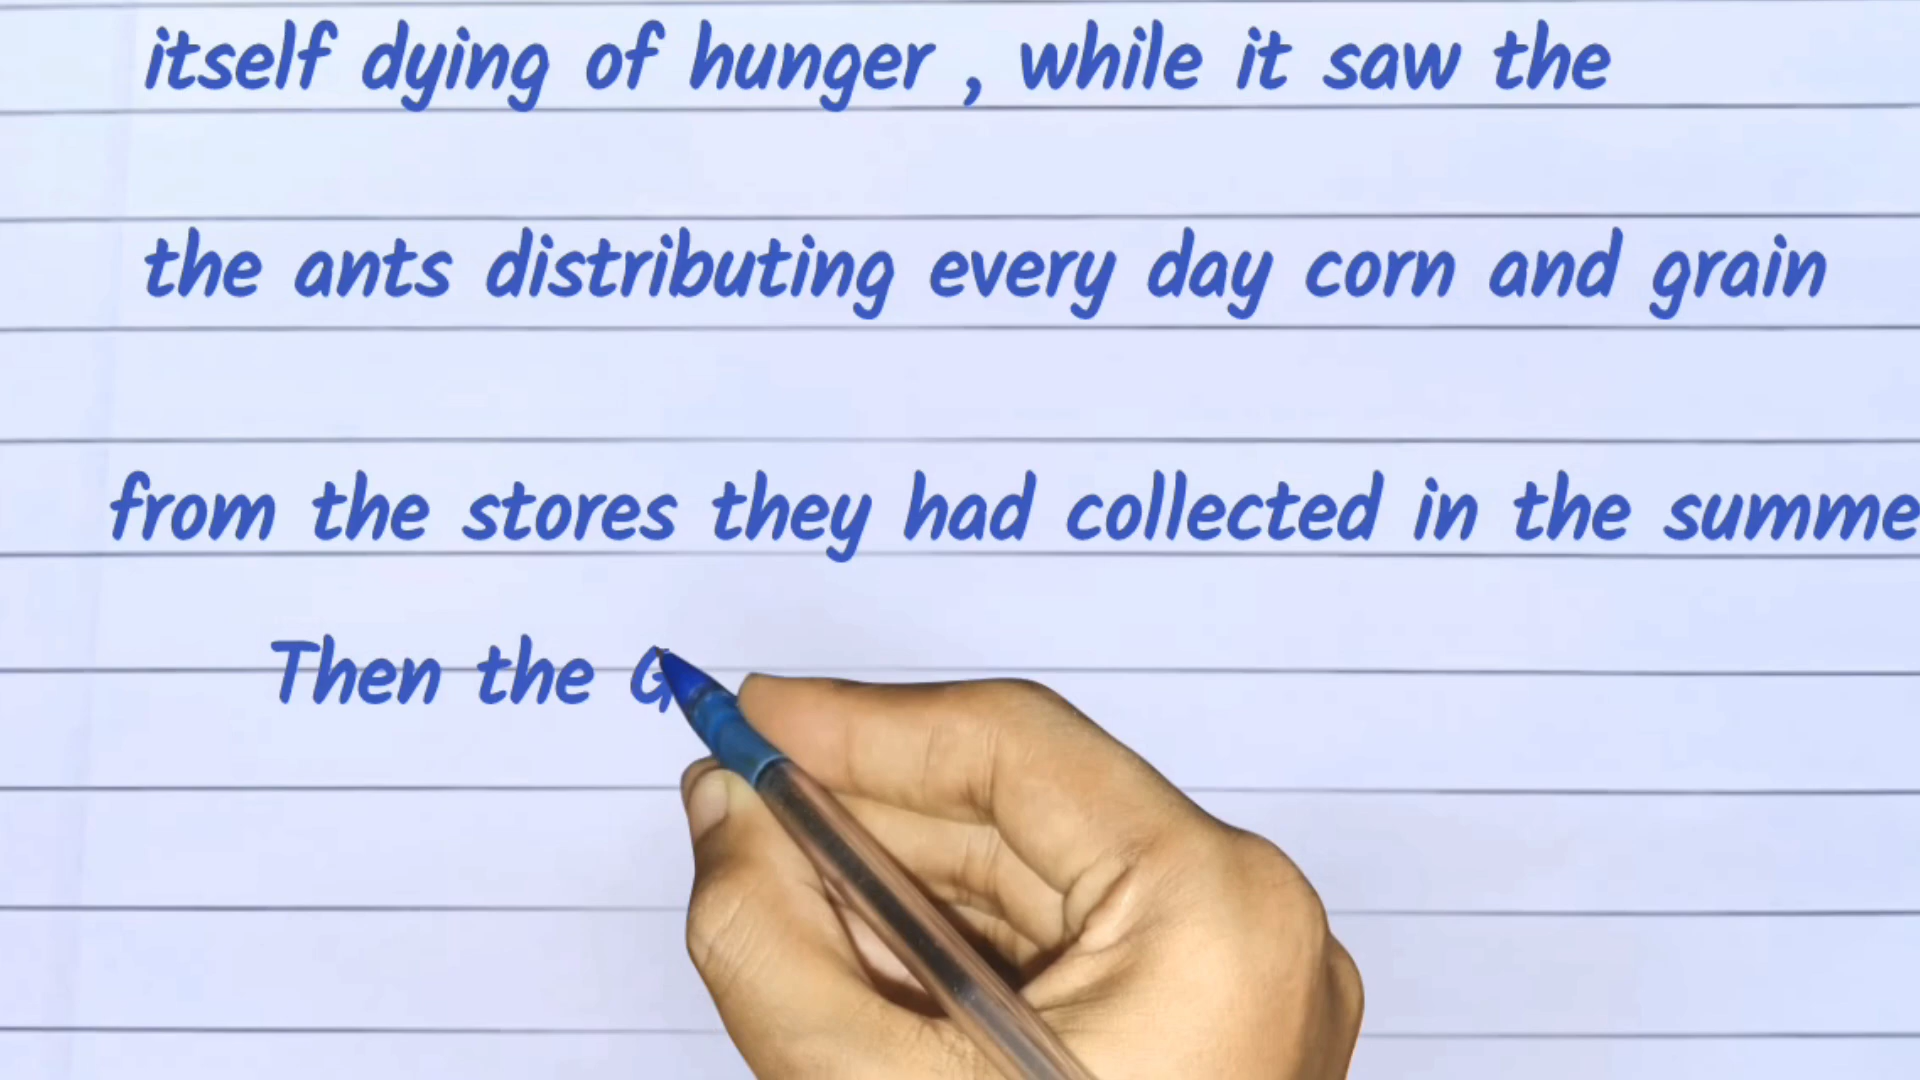 itself dying of hunger , while it saw the
the ants distributing every day corn and grain
from the stores they had collected in the summe
Then the G